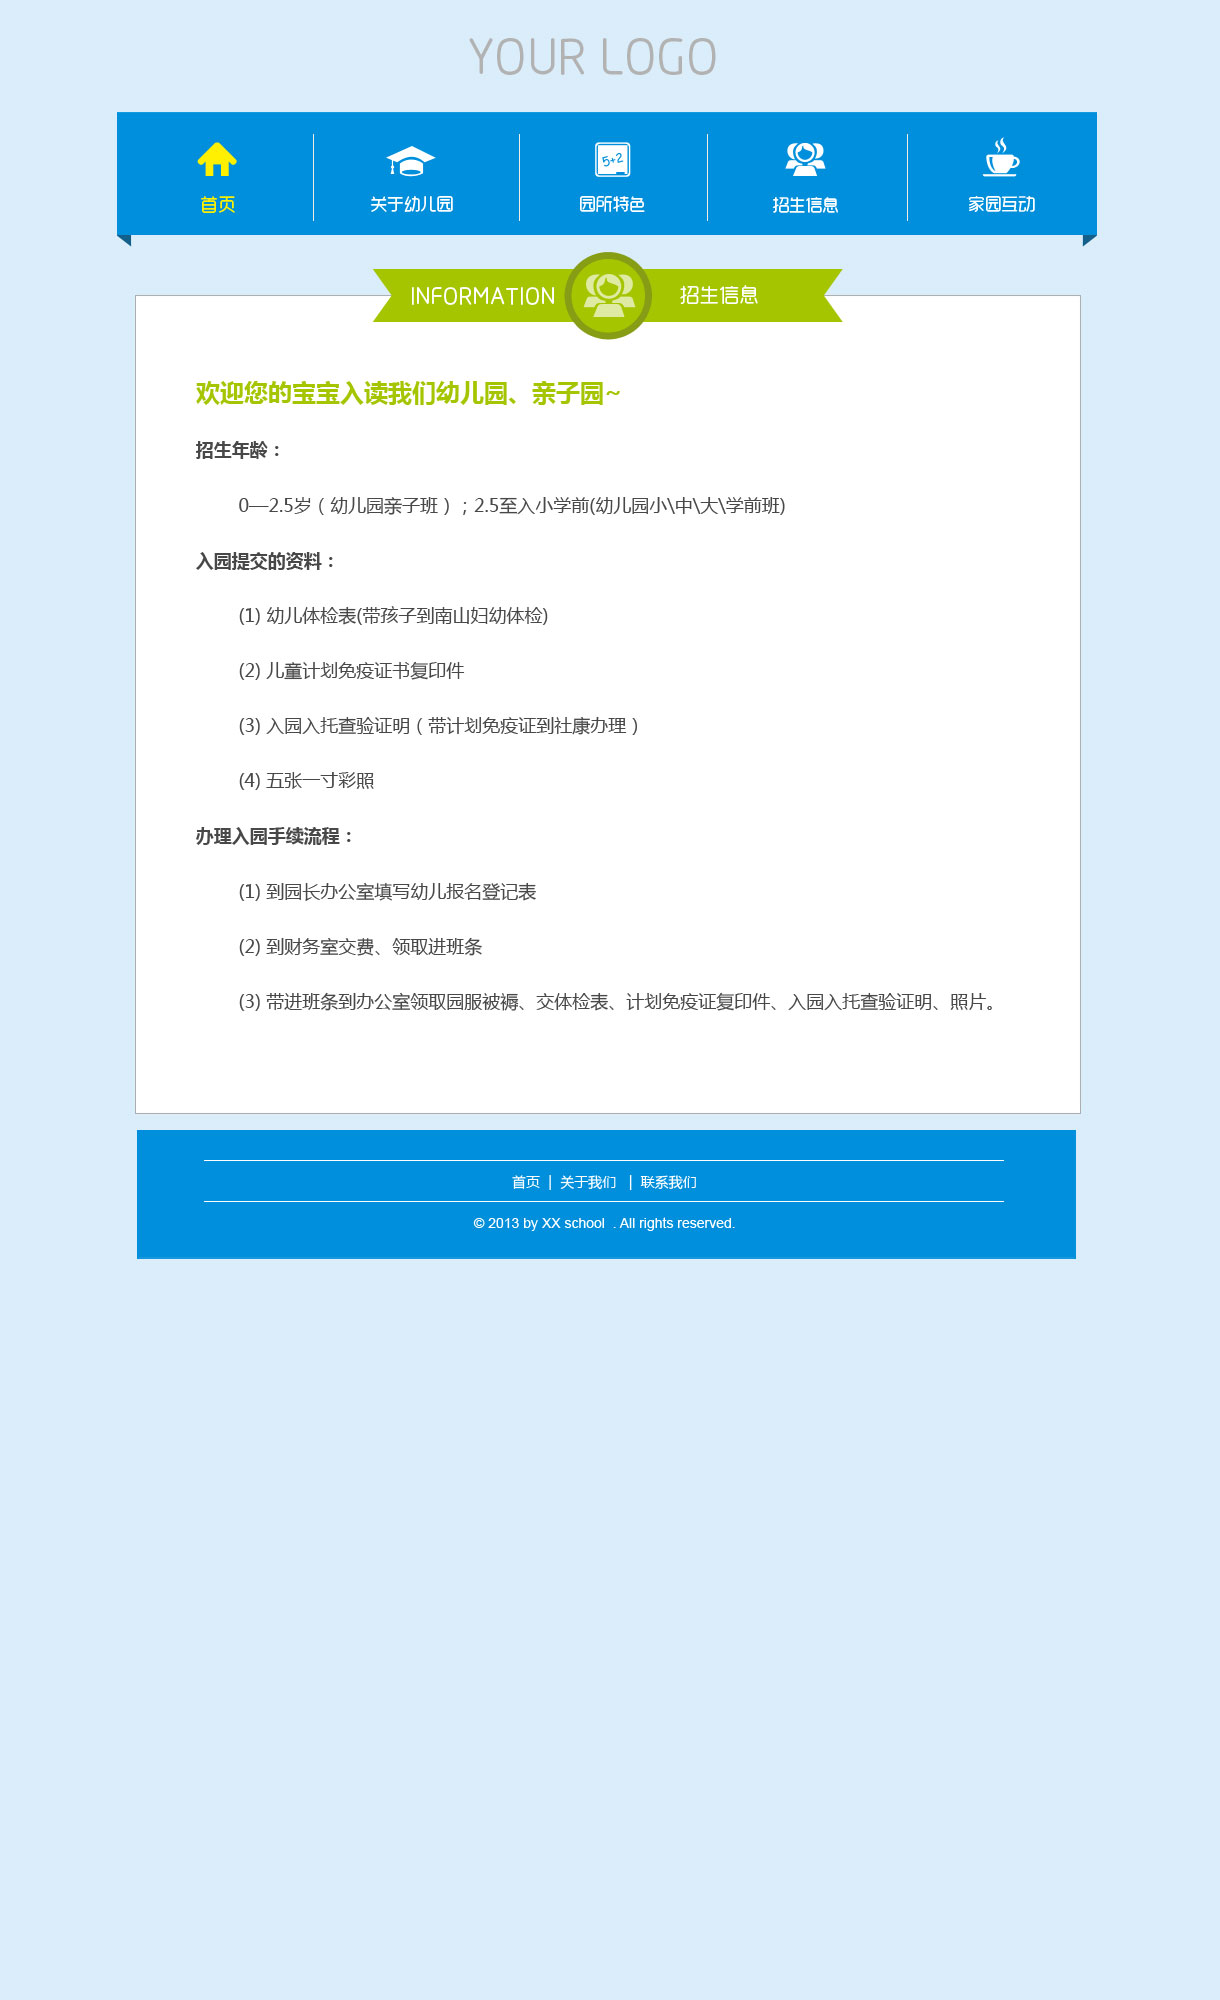 YOUR LOGO
首页
关于幼儿园
5+2
园所特色
招生信息
家园互动
INFORMATION 招生信息
欢迎您的宝宝入读我们幼儿园、亲子园~
招生年龄：
0—2.5岁（幼儿园亲子班）；2.5至入小学前(幼儿园小\中\大\学前班)
入园提交的资料：
(1) 幼儿体检表(带孩子到南山妇幼体检)
(2) 儿童计划免疫证书复印件
(3) 入园入托查验证明（带计划免疫证到社康办理）
(4) 五张一寸彩照
办理入园手续流程：
(1) 到园长办公室填写幼儿报名登记表
(2) 到财务室交费、领取进班条
(3) 带进班条到办公室领取园服被褥、交体检表、计划免疫证复印件、入园入托查验证明、照片。
首页 | 关于我们 | 联系我们
© 2013 by XX school . All rights reserved.